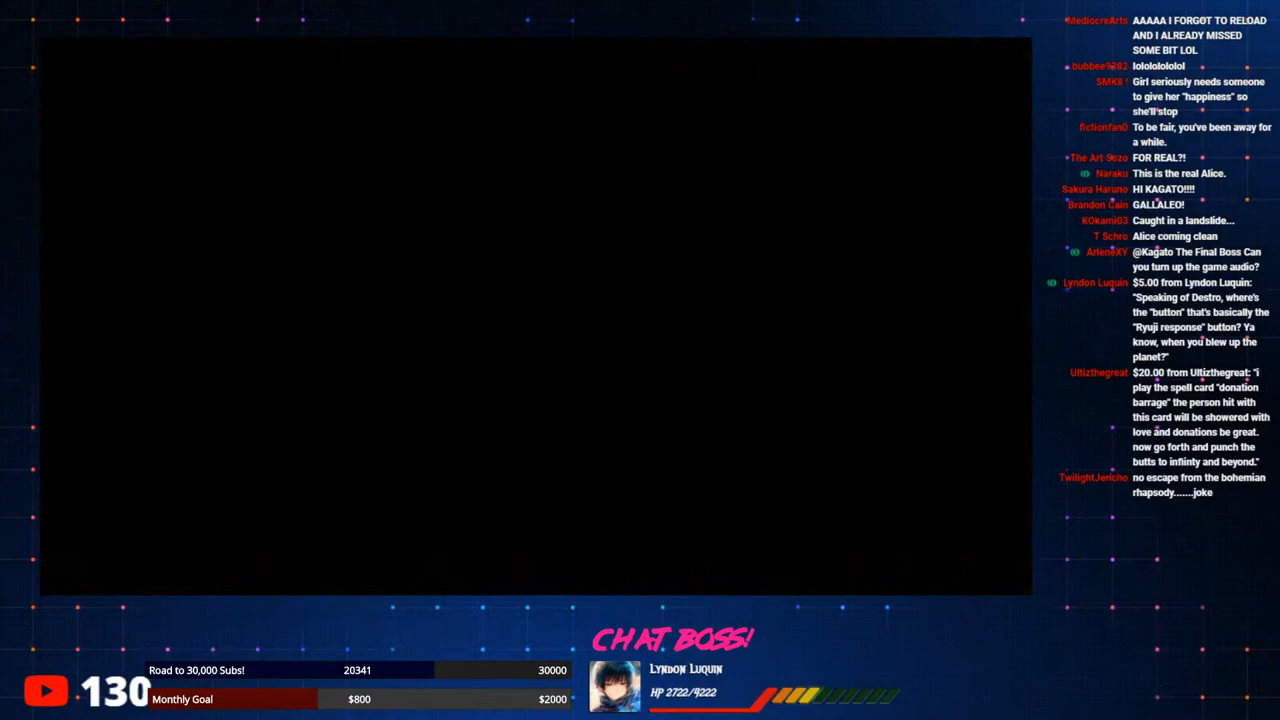 MediocreArts AAAAA I FORGOT TO RELOAD
AND I ALREADY MISSED
SOME BIT LOL
bubbee9282 lolololololol
SMK8 ! Girl seriously needs someone
to give her "happiness" so
she'll stop
fictionfan0 To be fair, you've been away for
a while.
The Art Sozo FOR REAL?!
Naraku This is the real Alice.
Sakura Haruno HI KAGATO!!!!
Brandon Cain GALLALEO!
KOkami03 Caught in a landslide...
T Schro Alice coming clean
ArleneXY @Kagato The Final Boss Can
you turn up the game audio?
Lyndon Luquin $5.00 from Lyndon Luquin:
"Speaking of Destro, where's
the "button" that's basically the
"Ryuji response" button? Ya
know, when you blew up the
planet?"
Ultizthegreat $20.00 from Ultizthegreat: "i
play the spell card "donation
barrage" the person hit with
this card will be showered with
love and donations be great.
now go forth and punch the
butts to infiinty and beyond."
TwilightJericho no escape from the bohemian
rhapsody.......joke
CHAT BOSS!
LYNDON LUQUIN
HP 2722/4222
130
Road to 30,000 Subs! 20341 30000
Monthly Goal $800 $2000